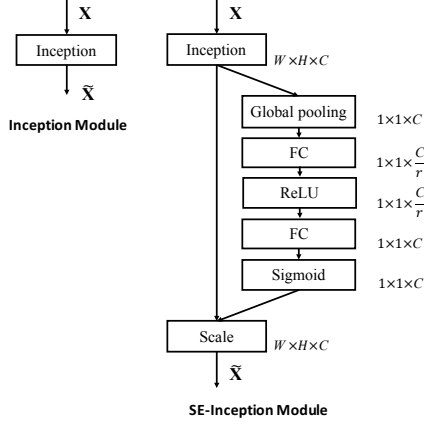 X
Inception
X̃
Inception Module
X
Inception
W×H×C
Global pooling
1×1×C
FC
1×1×C/r
ReLU
1×1×C/r
FC
1×1×C
Sigmoid
1×1×C
Scale
W×H×C
X̃
SE-Inception Module